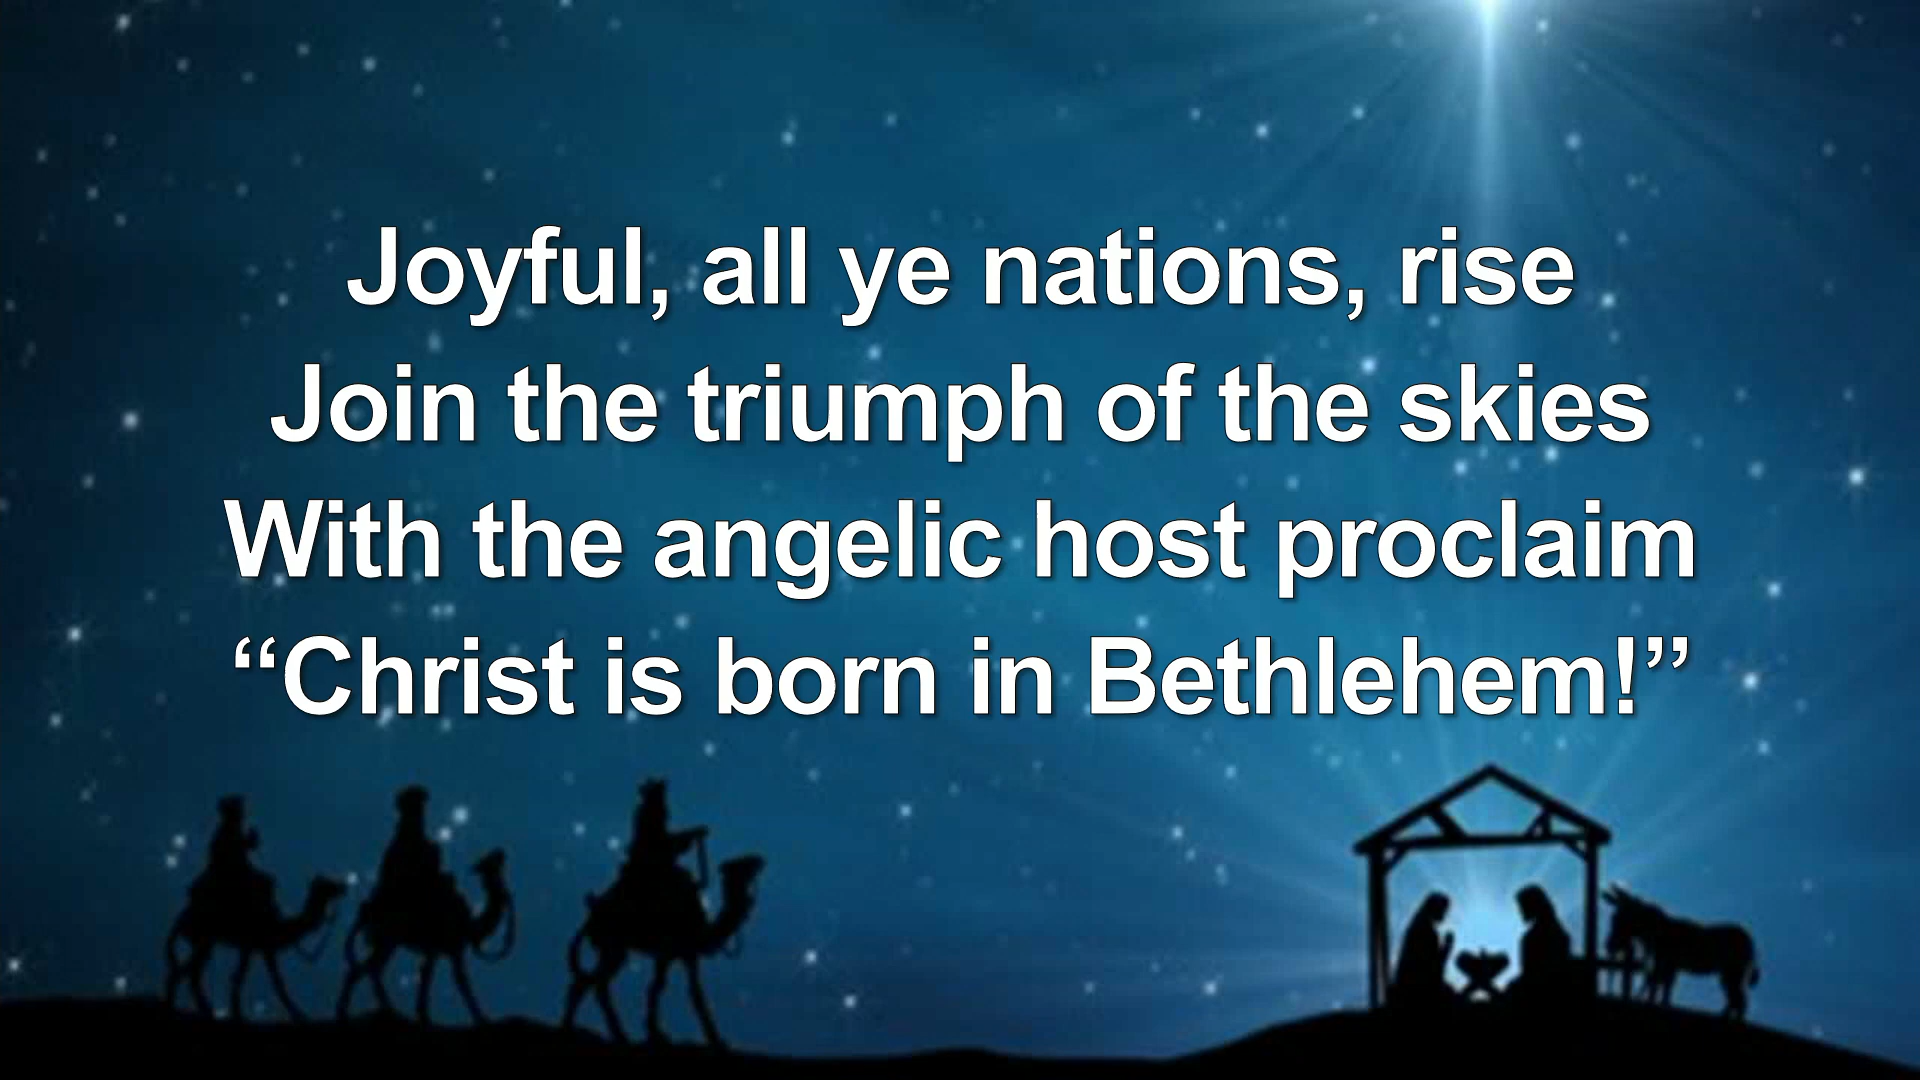 Joyful, all ye nations, rise
Join the triumph of the skies
With the angelic host proclaim
“Christ is born in Bethlehem!”